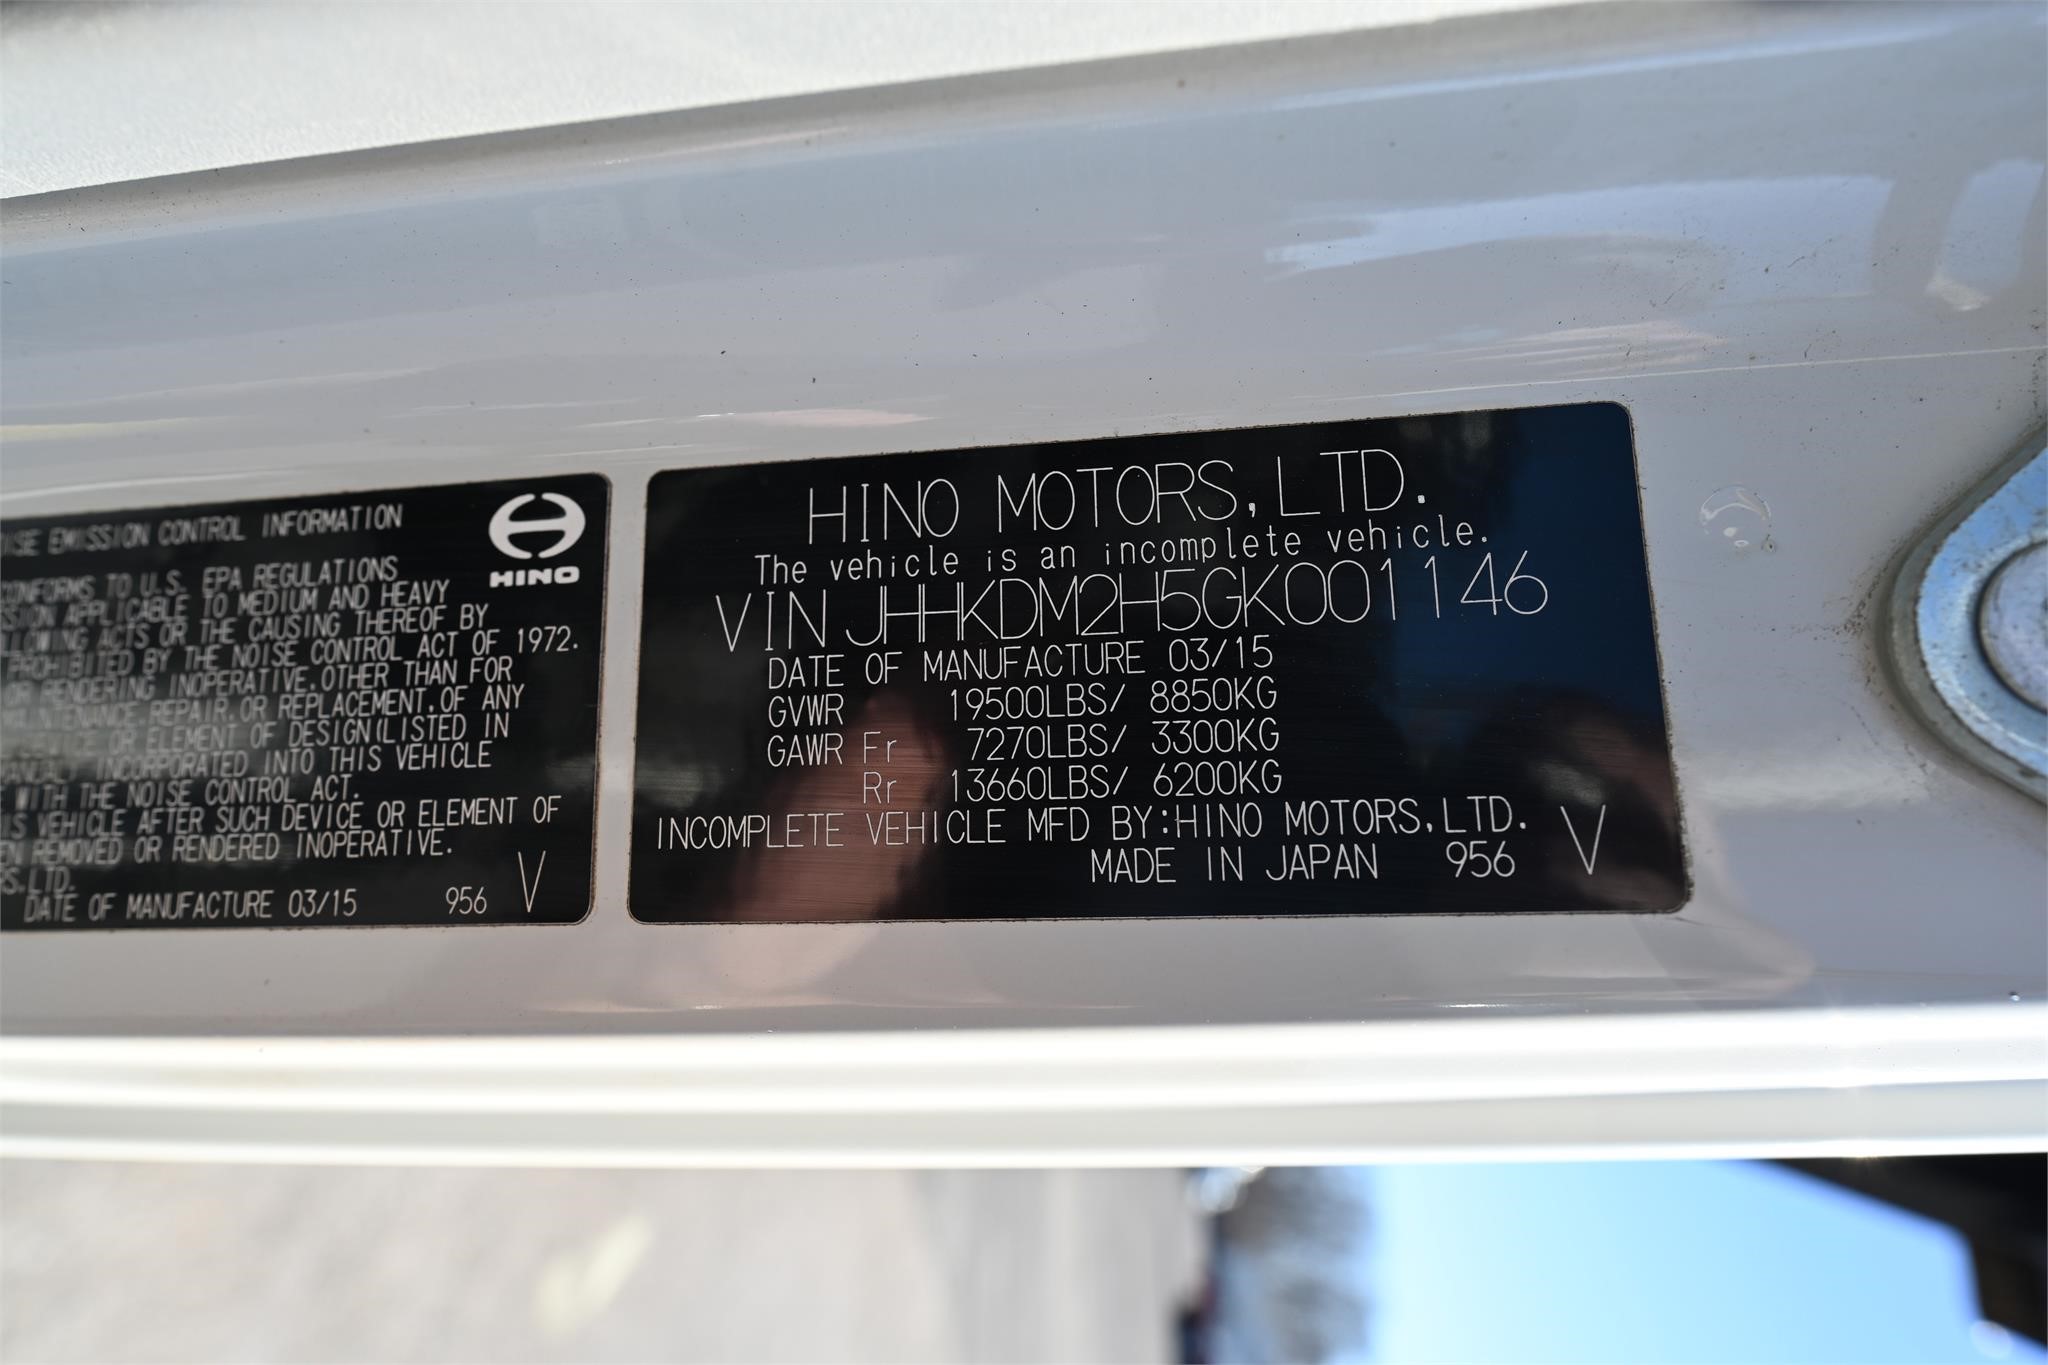 EMISSION CONTROL INFORMATION
HINO
TO U.S. EPA REGULATIONS
APPLICABLE TO MEDIUM AND HEAVY
ACTS OR THE CAUSING THEREOF BY
PROHIBITED BY THE NOISE CONTROL ACT OF 1972.
OR RENDERING INOPERATIVE, OTHER THAN FOR
REPAIR, OR REPLACEMENT, OF ANY
OR ELEMENT OF DESIGN(LISTED IN
INCORPORATED INTO THIS VEHICLE
WITH THE NOISE CONTROL ACT.
VEHICLE AFTER SUCH DEVICE OR ELEMENT OF
REMOVED OR RENDERED INOPERATIVE.
LTD.
DATE OF MANUFACTURE 03/15 956 V
HINO MOTORS, LTD.
The vehicle is an incomplete vehicle.
VIN JHHKDM2H5GK001146
DATE OF MANUFACTURE 03/15
GVWR 19500LBS/ 8850KG
GAWR Fr 7270LBS/ 3300KG
Rr 13660LBS/ 6200KG
INCOMPLETE VEHICLE MFD BY:HINO MOTORS,LTD.
MADE IN JAPAN 956 V